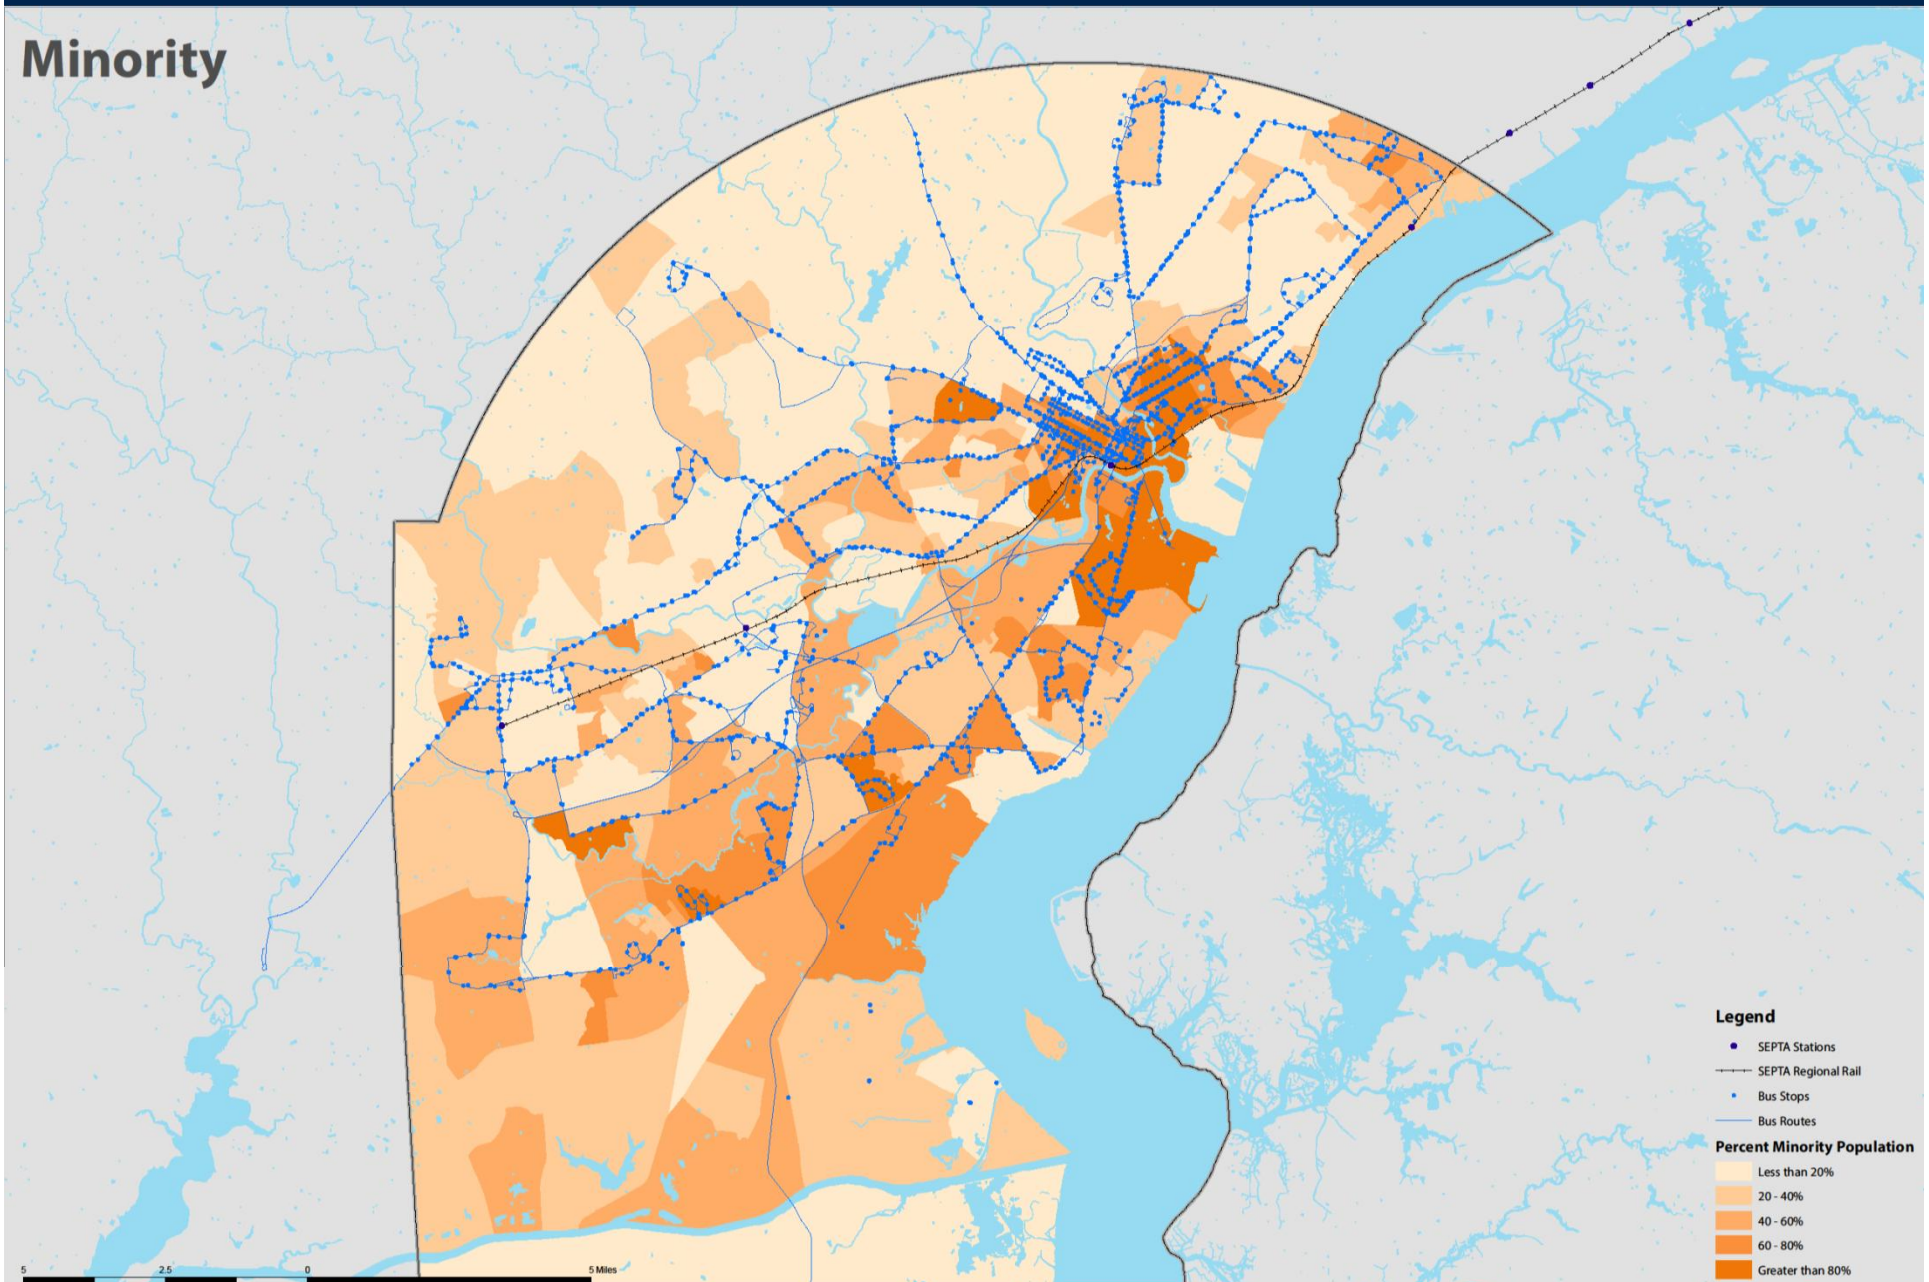 Minority
Legend
SEPTA Stations
SEPTA Regional Rail
Bus Stops
Bus Routes
Percent Minority Population
Less than 20%
20 - 40%
40 - 60%
60 - 80%
Greater than 80%
5 2.5 0 5 Miles